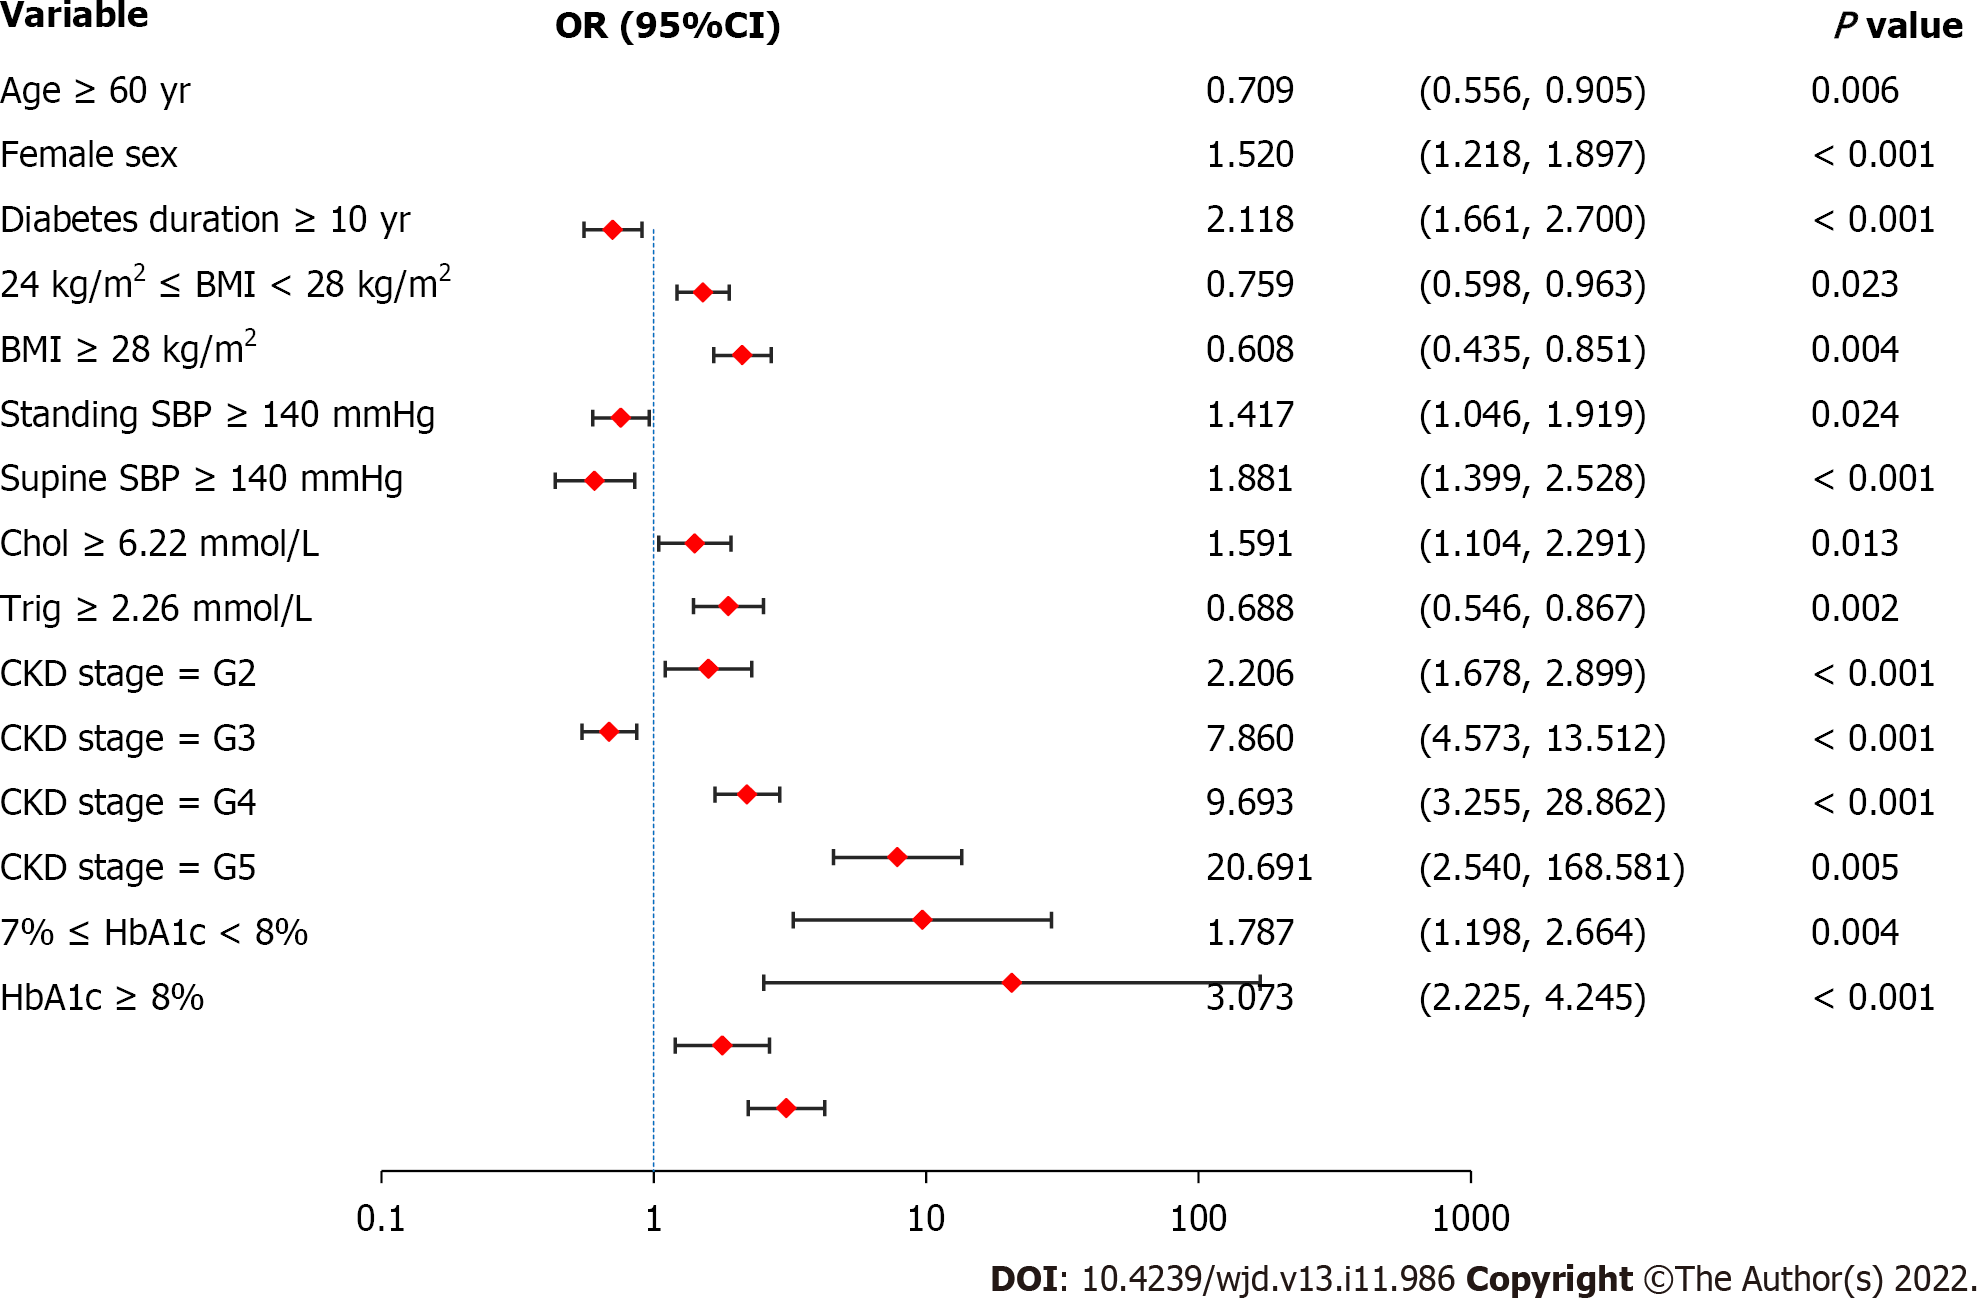 Variable OR (95%CI) P value
Age ≥ 60 yr 0.709 (0.556, 0.905) 0.006
Female sex 1.520 (1.218, 1.897) < 0.001
Diabetes duration ≥ 10 yr 2.118 (1.661, 2.700) < 0.001
24 kg/m² ≤ BMI < 28 kg/m² 0.759 (0.598, 0.963) 0.023
BMI ≥ 28 kg/m² 0.608 (0.435, 0.851) 0.004
Standing SBP ≥ 140 mmHg 1.417 (1.046, 1.919) 0.024
Supine SBP ≥ 140 mmHg 1.881 (1.399, 2.528) < 0.001
Chol ≥ 6.22 mmol/L 1.591 (1.104, 2.291) 0.013
Trig ≥ 2.26 mmol/L 0.688 (0.546, 0.867) 0.002
CKD stage = G2 2.206 (1.678, 2.899) < 0.001
CKD stage = G3 7.860 (4.573, 13.512) < 0.001
CKD stage = G4 9.693 (3.255, 28.862) < 0.001
CKD stage = G5 20.691 (2.540, 168.581) 0.005
7% ≤ HbA1c < 8% 1.787 (1.198, 2.664) 0.004
HbA1c ≥ 8% 3.073 (2.225, 4.245) < 0.001
0.1 1 10 100 1000
DOI: 10.4239/wjd.v13.i11.986 Copyright ©The Author(s) 2022.